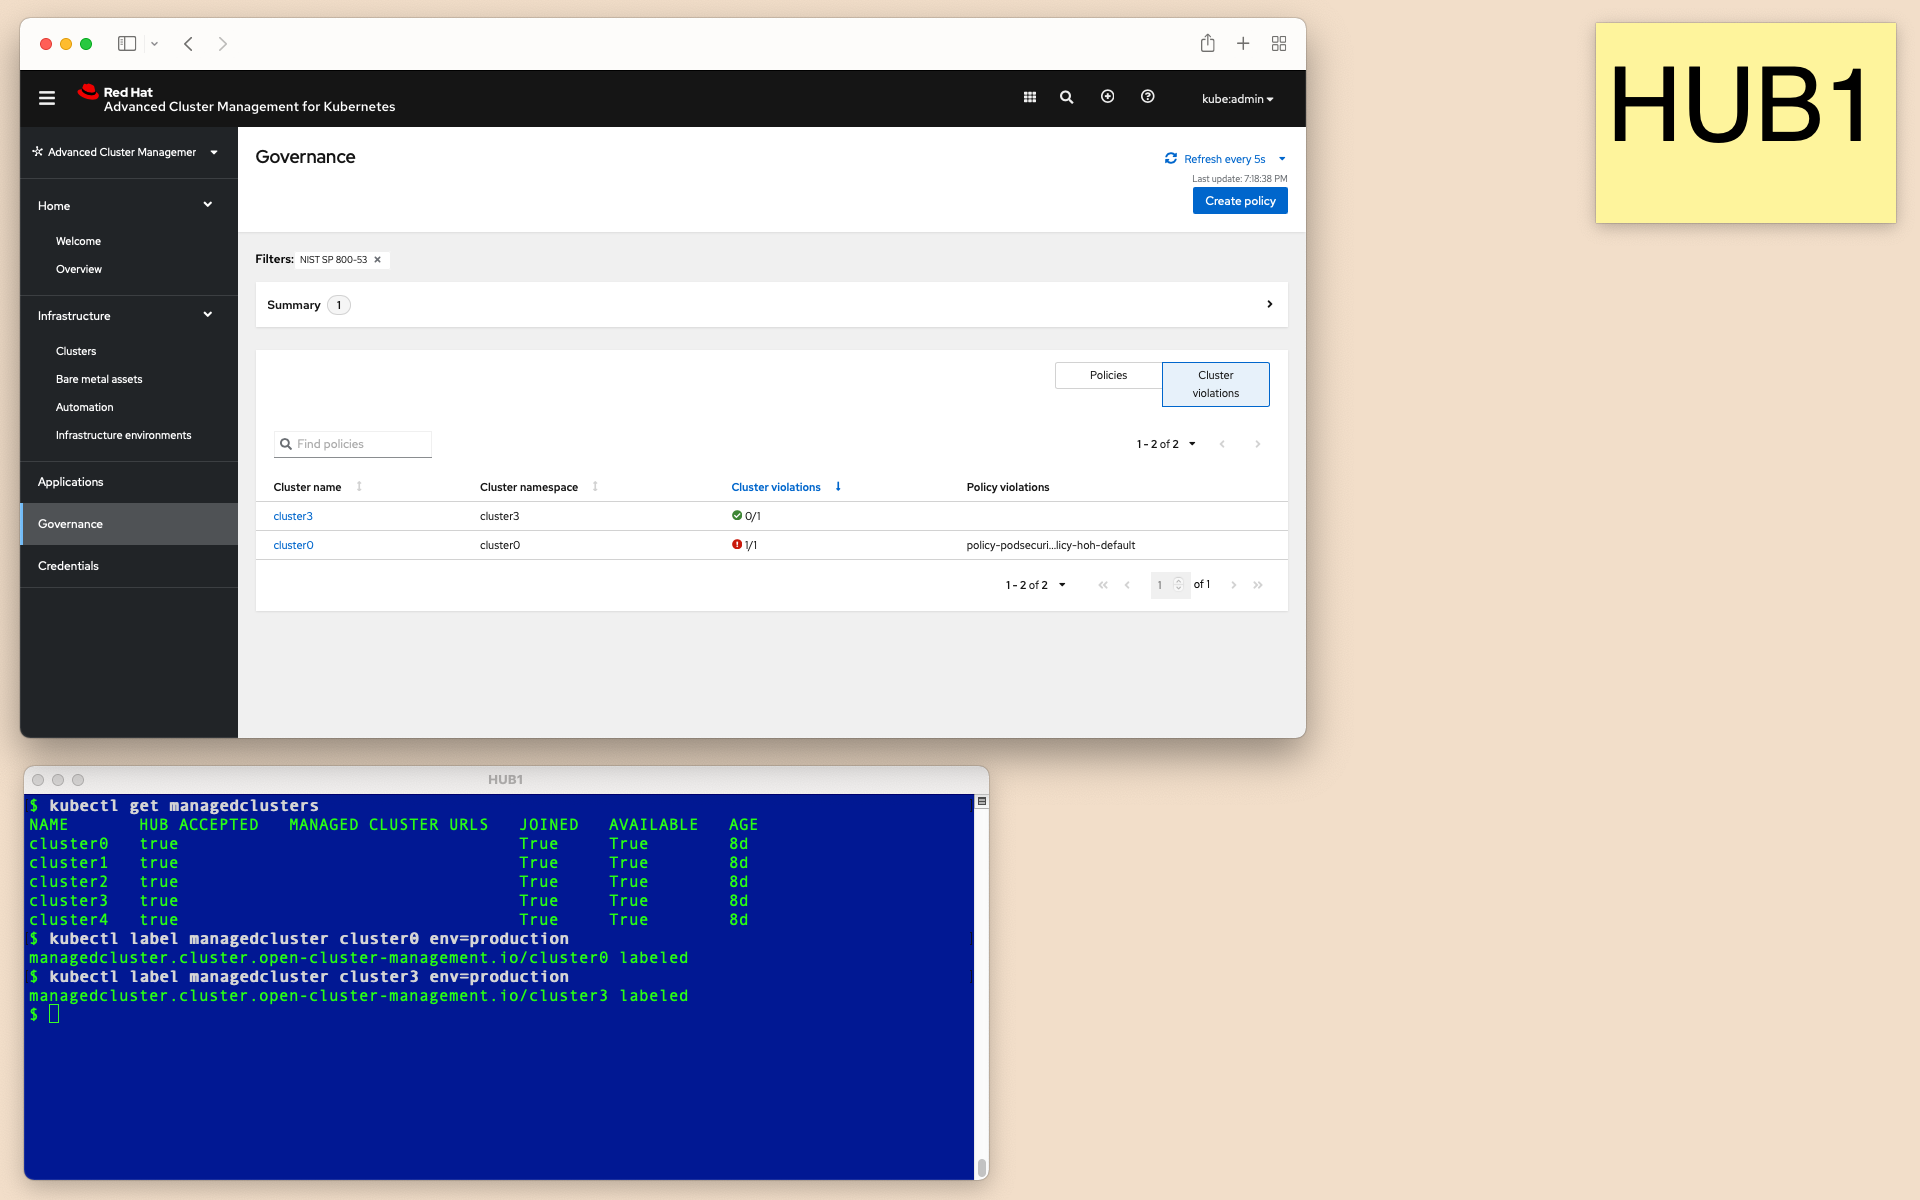 Red Hat
Advanced Cluster Management for Kubernetes
kube:admin
HUB1
Advanced Cluster Managemer
Home
Welcome
Overview
Infrastructure
Clusters
Bare metal assets
Automation
Infrastructure environments
Applications
Governance
Credentials
Governance
Refresh every 5s
Last update: 7:18:38 PM
Create policy
Filters: NIST SP 800-53
Summary 1
Policies
Cluster violations
Find policies
1 - 2 of 2
Cluster name Cluster namespace Cluster violations Policy violations
cluster3 cluster3 0/1
cluster0 cluster0 1/1 policy-podsecuri...licy-hoh-default
1 - 2 of 2 1 of 1
HUB1
$ kubectl get managedclusters
NAME HUB ACCEPTED MANAGED CLUSTER URLS JOINED AVAILABLE AGE
cluster0 true True True 8d
cluster1 true True True 8d
cluster2 true True True 8d
cluster3 true True True 8d
cluster4 true True True 8d
$ kubectl label managedcluster cluster0 env=production
managedcluster.cluster.open-cluster-management.io/cluster0 labeled
$ kubectl label managedcluster cluster3 env=production
managedcluster.cluster.open-cluster-management.io/cluster3 labeled
$